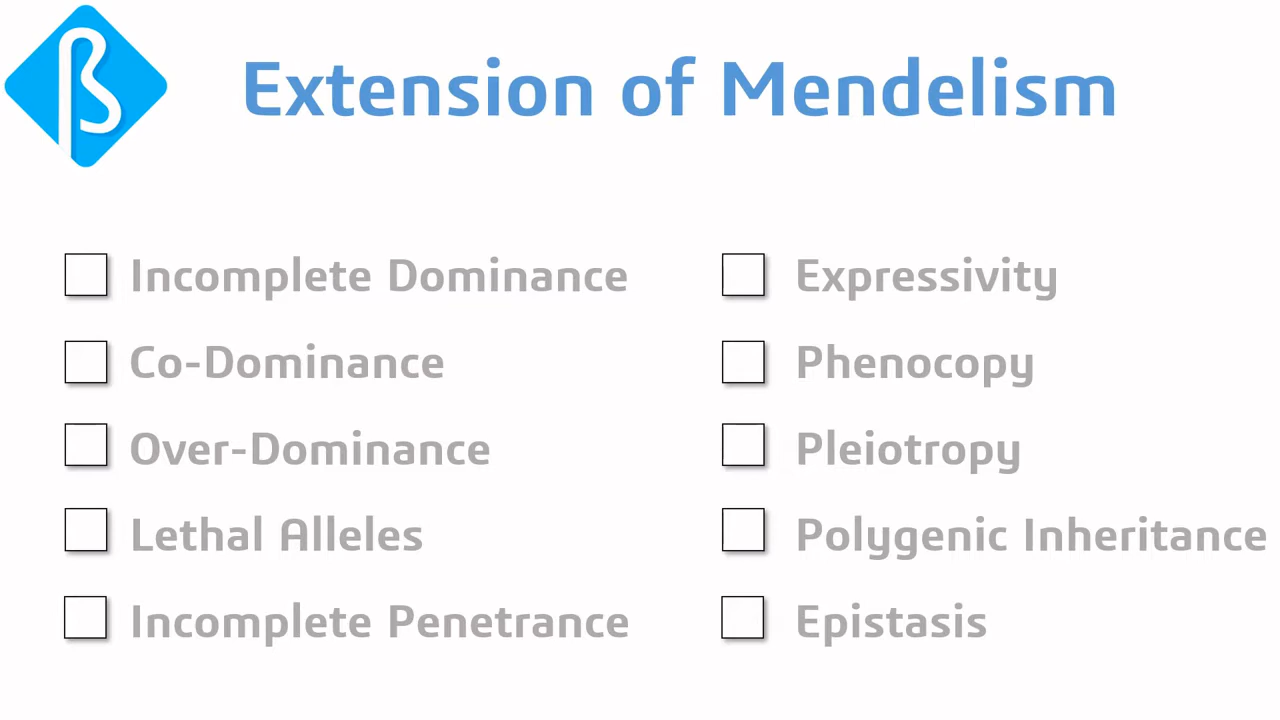 β
Extension of Mendelism
Incomplete Dominance
Co-Dominance
Over-Dominance
Lethal Alleles
Incomplete Penetrance
Expressivity
Phenocopy
Pleiotropy
Polygenic Inheritance
Epistasis